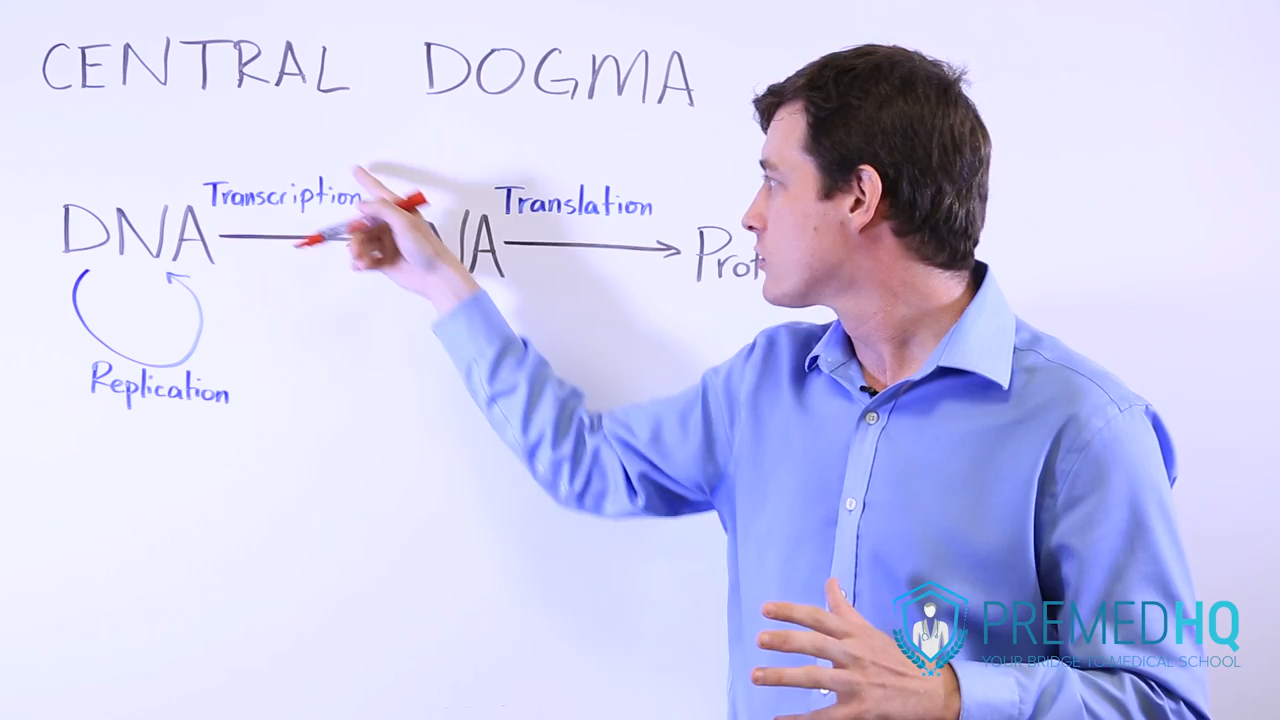 CENTRAL DOGMA
Transcription Translation
DNA
Replication
PREMEDHQ
YOUR BRIDGE TO MEDICAL SCHOOL